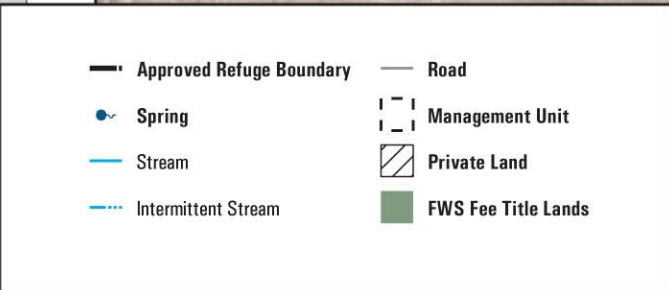 Approved Refuge Boundary
Spring
Stream
Intermittent Stream
Road
Management Unit
Private Land
FWS Fee Title Lands